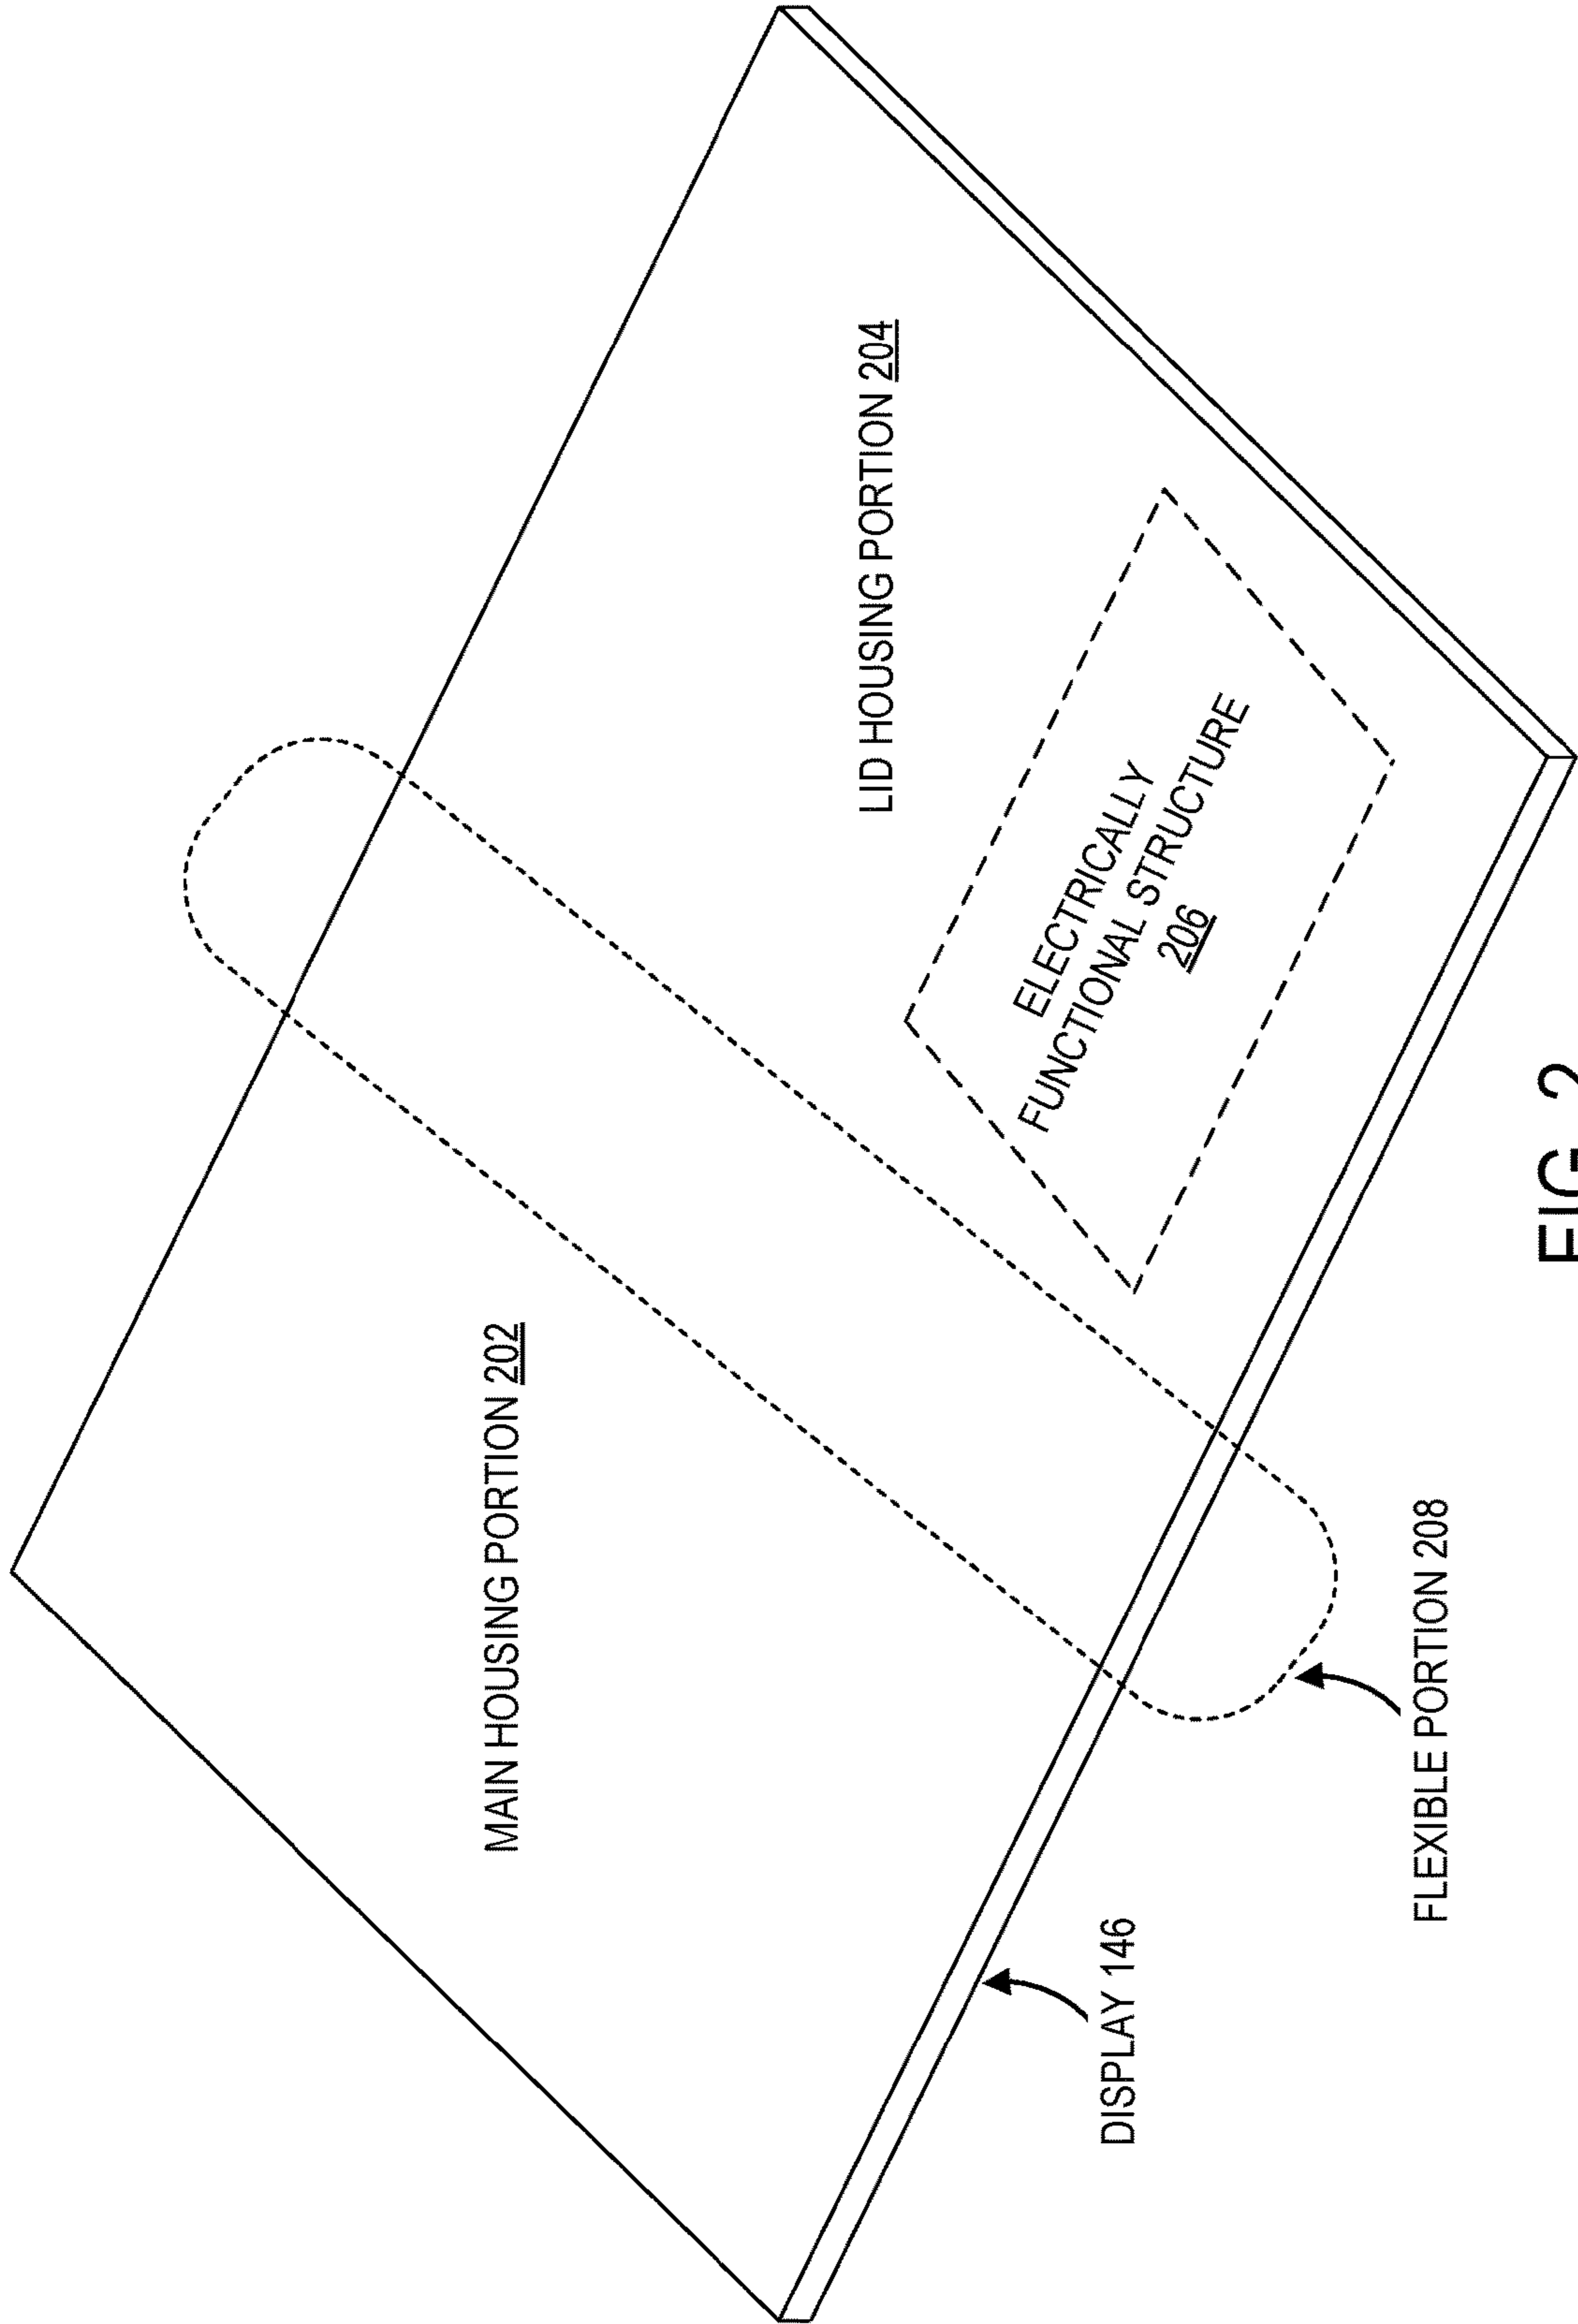 MAIN HOUSING PORTION 202
LID HOUSING PORTION 204
ELECTRICALLY
FUNCTIONAL STRUCTURE
206
DISPLAY 146
FLEXIBLE PORTION 208
FIG. 2